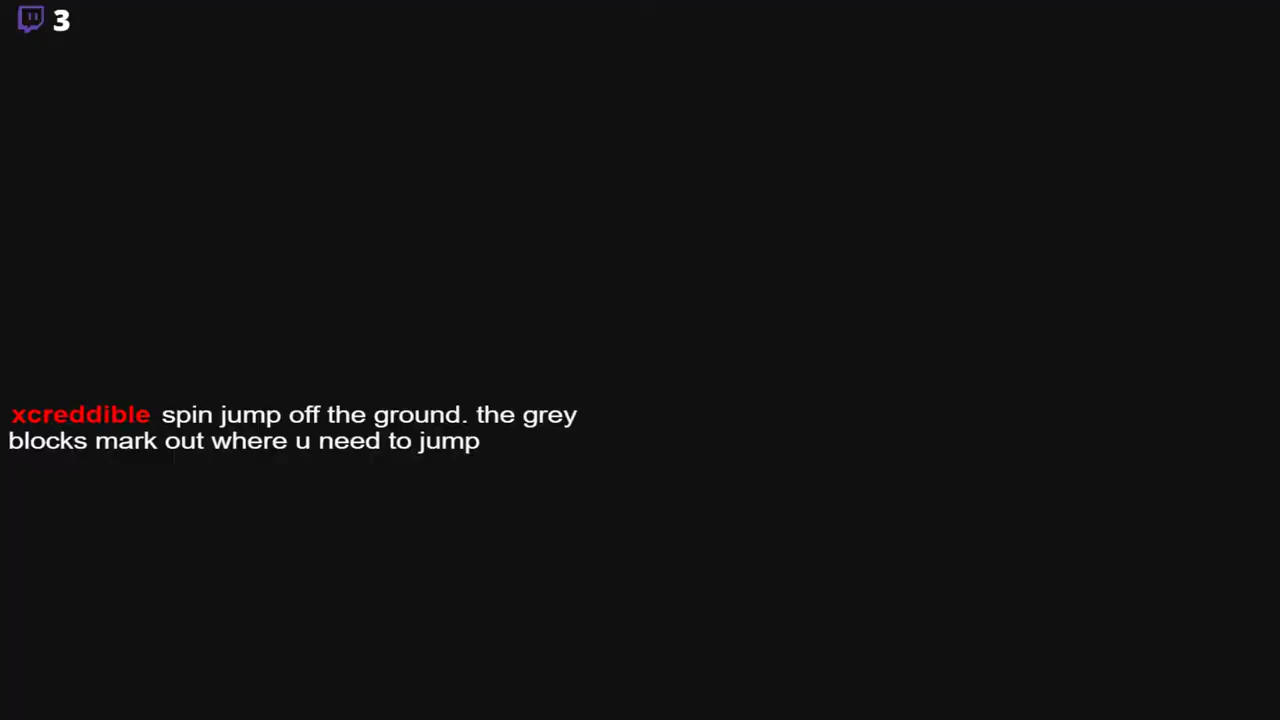 3
xcreddible spin jump off the ground. the grey
blocks mark out where u need to jump